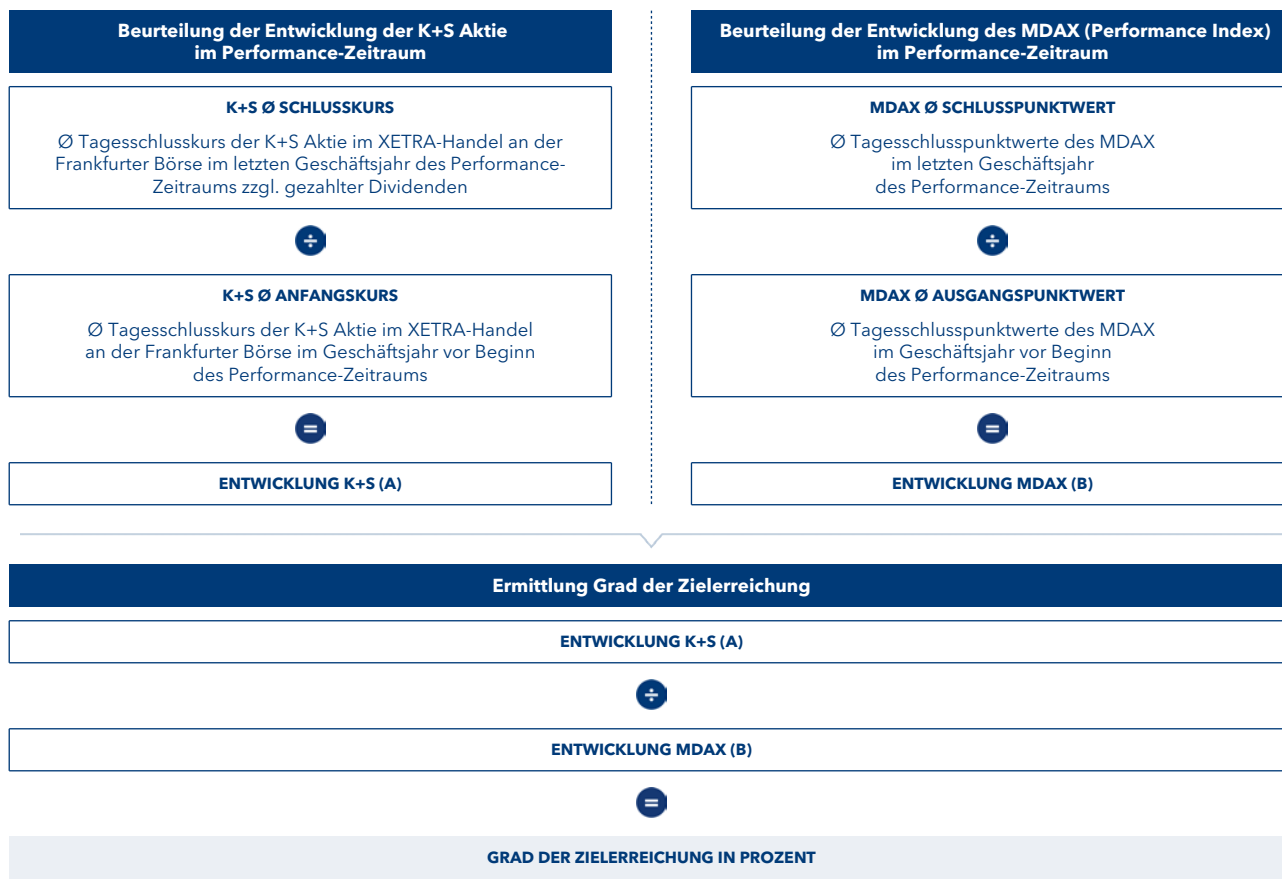 Beurteilung der Entwicklung der K+S Aktie
im Performance-Zeitraum
K+S Ø SCHLUSSKURS
Ø Tagesschlusskurs der K+S Aktie im XETRA-Handel an der
Frankfurter Börse im letzten Geschäftsjahr des Performance-
Zeitraums zzgl. gezahlter Dividenden
÷
K+S Ø ANFANGSKURS
Ø Tagesschlusskurs der K+S Aktie im XETRA-Handel
an der Frankfurter Börse im Geschäftsjahr vor Beginn
des Performance-Zeitraums
=
ENTWICKLUNG K+S (A)
Beurteilung der Entwicklung des MDAX (Performance Index)
im Performance-Zeitraum
MDAX Ø SCHLUSSPUNKTWERT
Ø Tagesschlusspunktwerte des MDAX
im letzten Geschäftsjahr
des Performance-Zeitraums
÷
MDAX Ø AUSGANGSPUNKTWERT
Ø Tagesschlusspunktwerte des MDAX
im Geschäftsjahr vor Beginn
des Performance-Zeitraums
=
ENTWICKLUNG MDAX (B)
Ermittlung Grad der Zielerreichung
ENTWICKLUNG K+S (A)
÷
ENTWICKLUNG MDAX (B)
=
GRAD DER ZIELERREICHUNG IN PROZENT